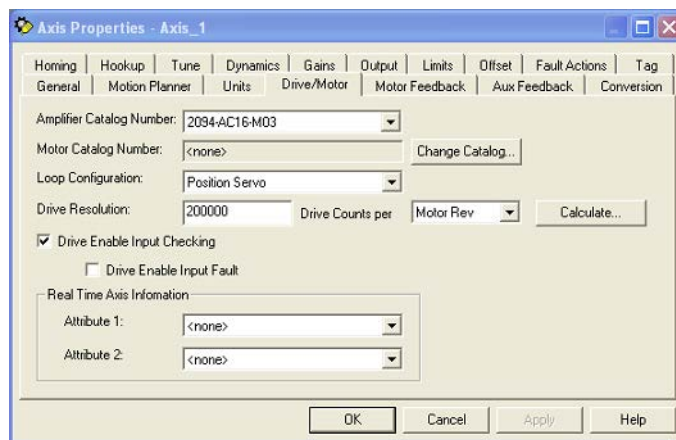 Axis Properties - Axis_1
Homing Hookup Tune Dynamics Gains Output Limits Offset Fault Actions Tag
General Motion Planner Units Drive/Motor Motor Feedback Aux Feedback Conversion
Amplifier Catalog Number: 2094-AC16-M03
Motor Catalog Number: <none> Change Catalog...
Loop Configuration: Position Servo
Drive Resolution: 200000 Drive Counts per Motor Rev Calculate...
Drive Enable Input Checking
Drive Enable Input Fault
Real Time Axis Infomation
Attribute 1: <none>
Attribute 2: <none>
OK Cancel Apply Help